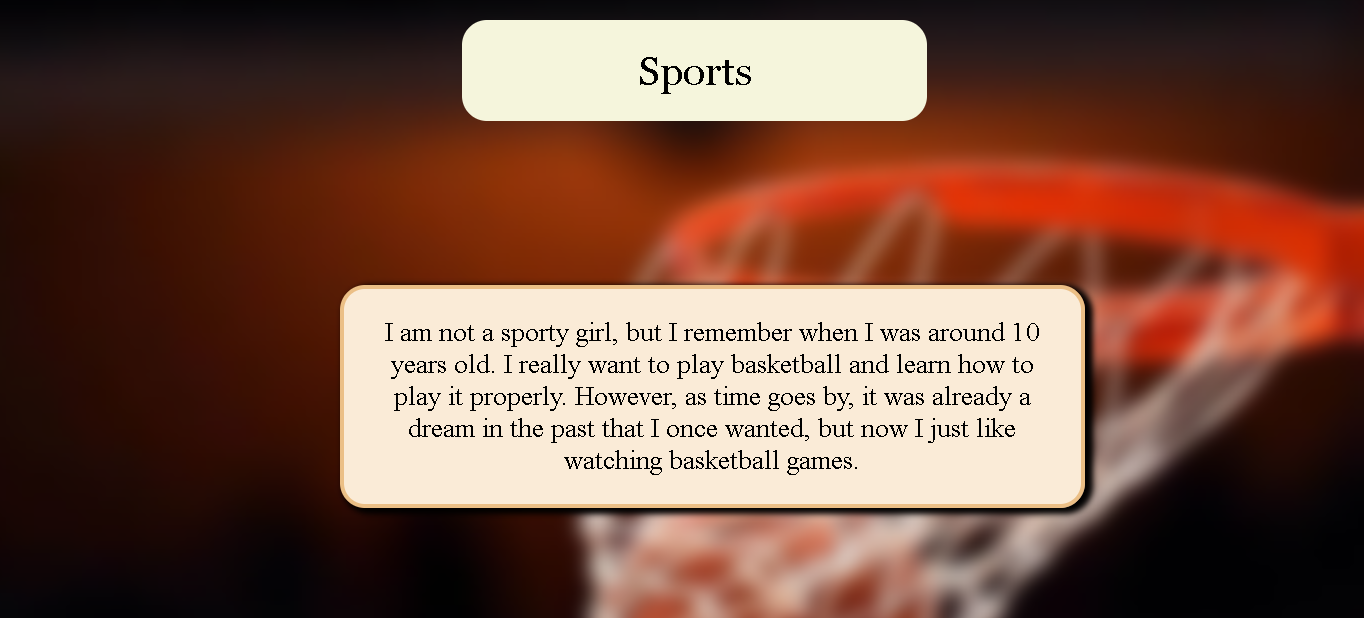 Sports
I am not a sporty girl, but I remember when I was around 10
years old. I really want to play basketball and learn how to
play it properly. However, as time goes by, it was already a
dream in the past that I once wanted, but now I just like
watching basketball games.